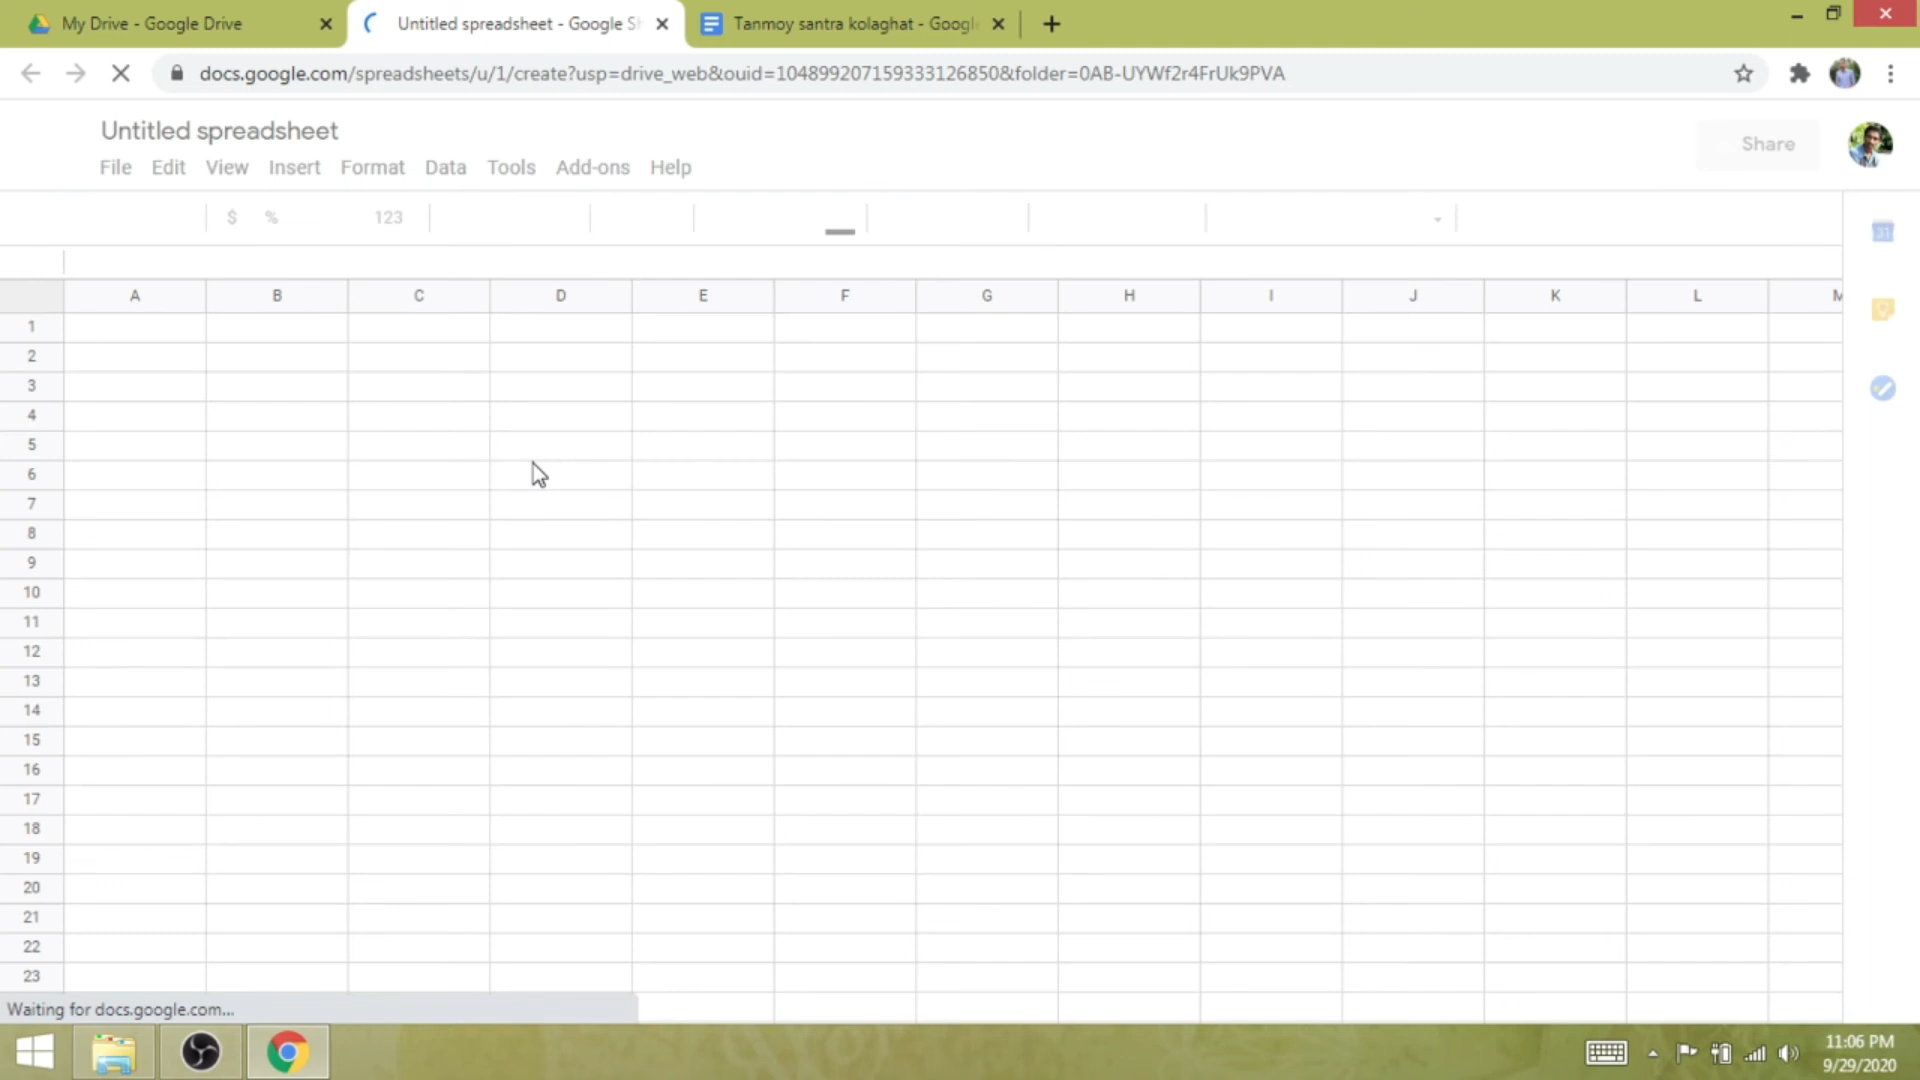 My Drive - Google Drive
Untitled spreadsheet - Google Sh
Tanmoy santra kolaghat - Google
docs.google.com/spreadsheets/u/1/create?usp=drive_web&ouid=104899207159333126850&folder=0AB-UYWf2r4FrUk9PVA
Untitled spreadsheet
Share
File Edit View Insert Format Data Tools Add-ons Help
$ % 123
31
A B C D E F G H I J K L M
1
2
3
4
5
6
7
8
9
10
11
12
13
14
15
16
17
18
19
20
21
22
23
Waiting for docs.google.com...
11:06 PM
9/29/2020